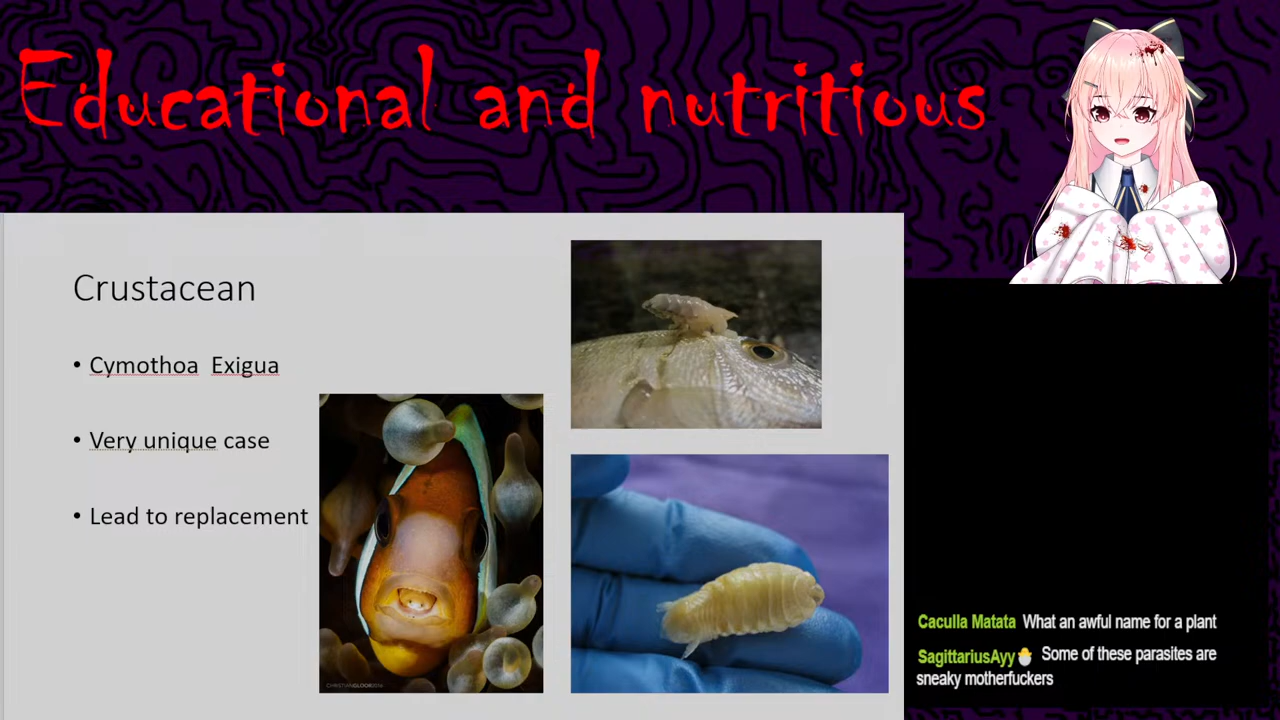 Educational and nutritious
Crustacean
• Cymothoa Exigua
• Very unique case
• Lead to replacement
Caculla Matata What an awful name for a plant
SagittariusAyy🐣 Some of these parasites are
sneaky motherfuckers